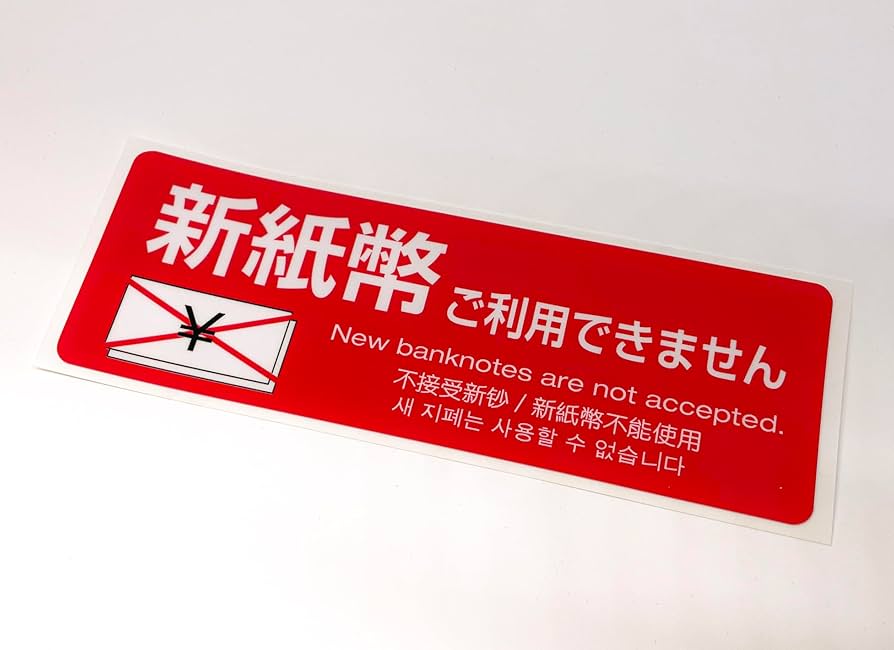 新紙幣 ご利用できません
¥
New banknotes are not accepted.
不接受新钞 / 新紙幣不能使用
새 지폐는 사용할 수 없습니다